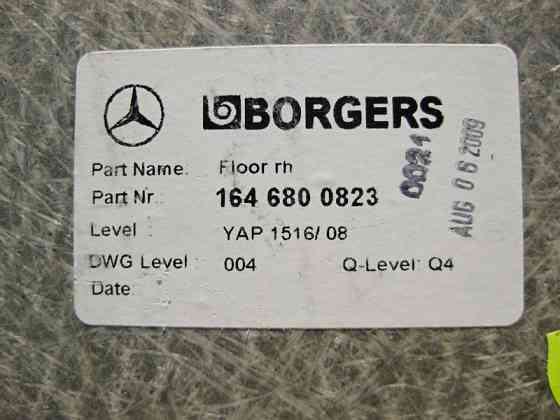 BORGERS
Part Name: Floor rh
Part Nr. 164 680 0823
Level : YAP 1516/ 08
DWG Level : 004 Q-Level: Q4
Date:
0021
AUG 06 2009